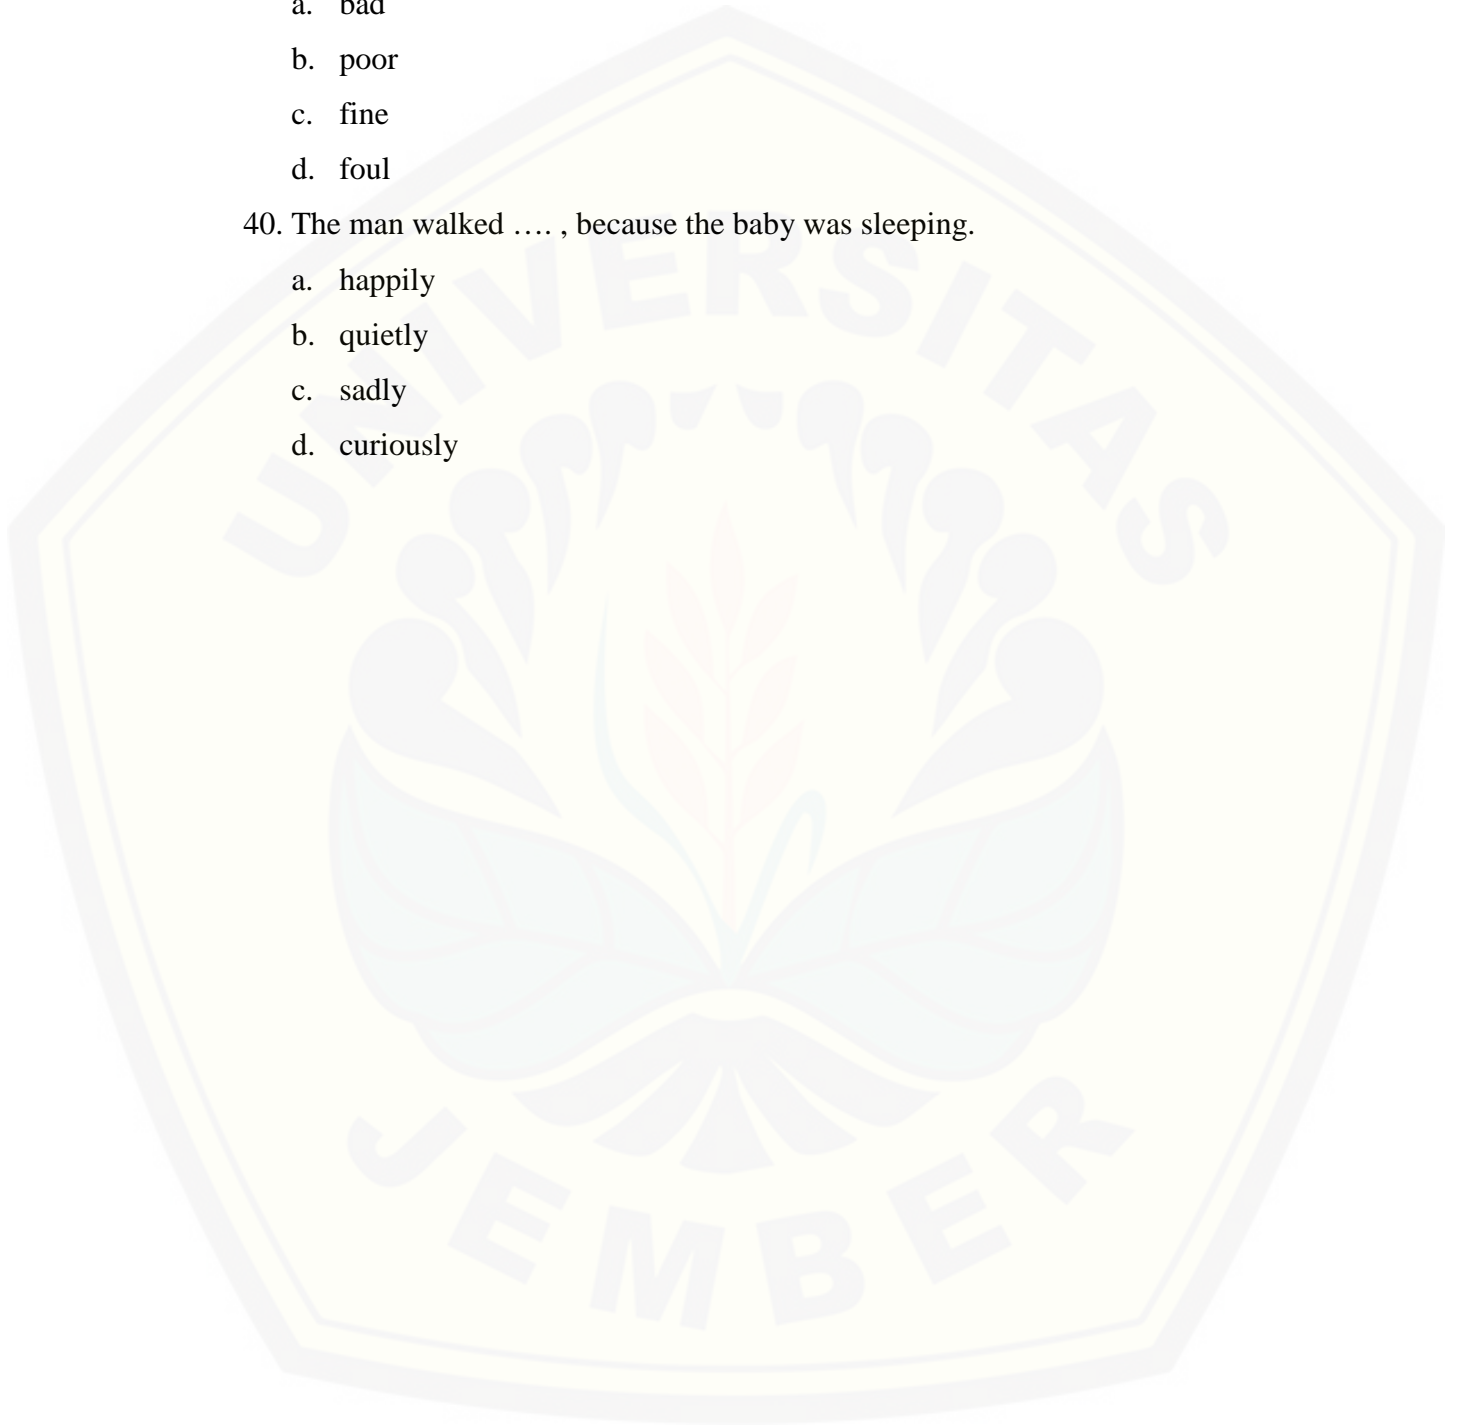 a. bad
b. poor
c. fine
d. foul
40. The man walked …. , because the baby was sleeping.
a. happily
b. quietly
c. sadly
d. curiously
UNIVERSITAS
JEMBER